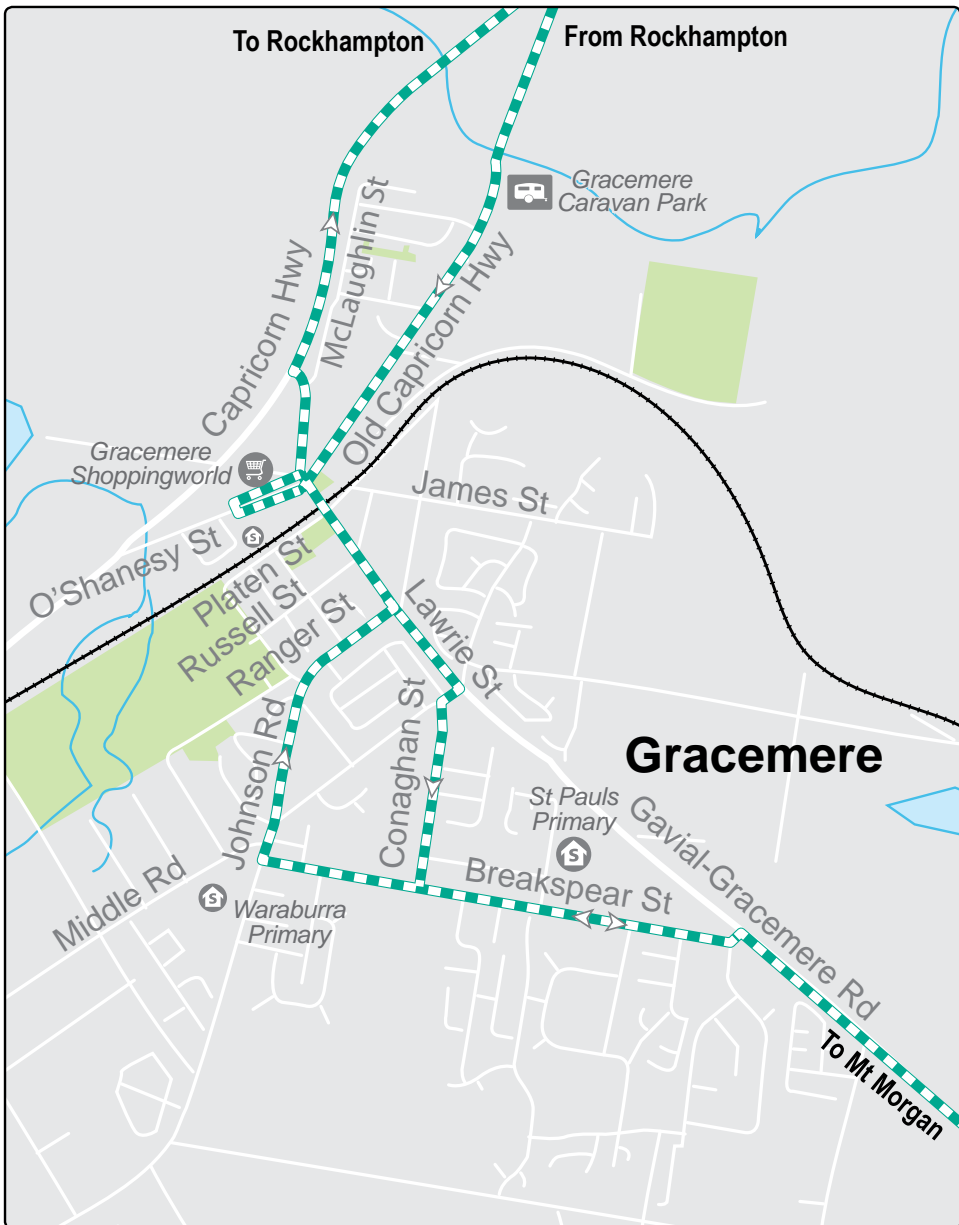 To Rockhampton
From Rockhampton
Gracemere
Caravan Park
McLaughlin St
Capricorn Hwy
Old Capricorn Hwy
Gracemere
Shoppingworld
James St
O'Shanesy St
S
Platen St
Russell St
Ranger St
Lawrie St
Conaghan St
Johnson Rd
Gracemere
St Pauls
Primary
S
Gavial-Gracemere Rd
Breakspear St
Middle Rd
S
Waraburra
Primary
To Mt Morgan